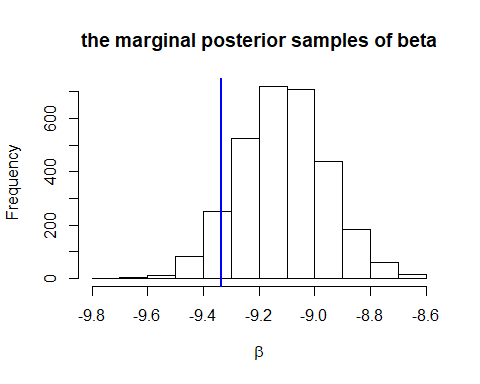 the marginal posterior samples of beta
Frequency
600
400
200
0
-9.8 -9.6 -9.4 -9.2 -9.0 -8.8 -8.6
β